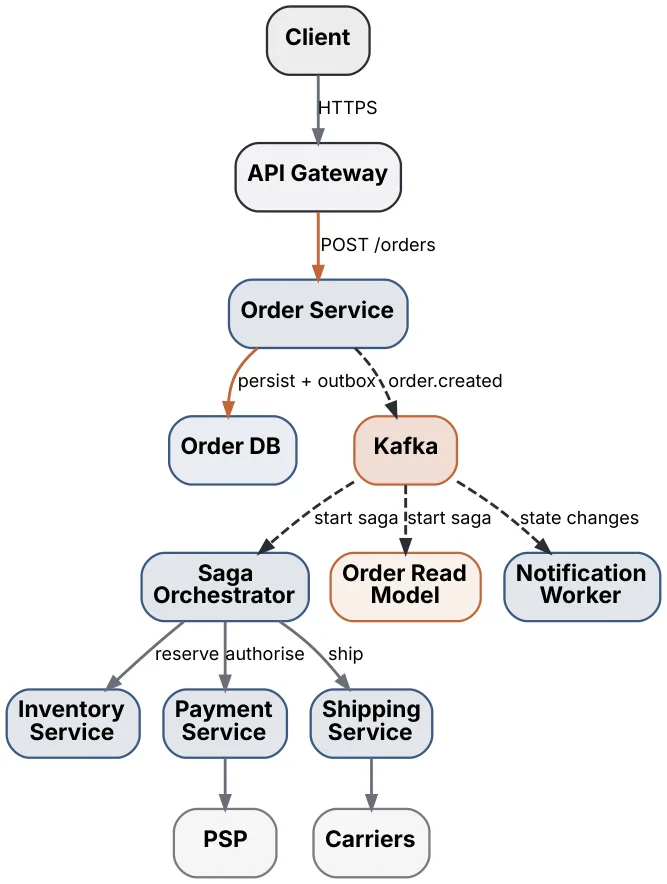 Client
HTTPS
API Gateway
POST /orders
Order Service
persist + outbox
order.created
Order DB
Kafka
start saga
start saga
state changes
Saga
Orchestrator
Order Read
Model
Notification
Worker
reserve
authorise
ship
Inventory
Service
Payment
Service
Shipping
Service
PSP
Carriers